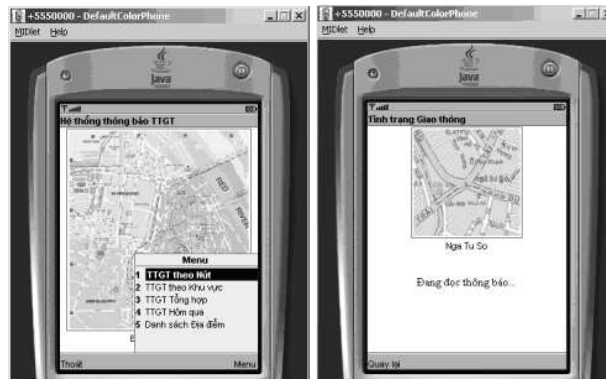 +5550000 - DefaultColorPhone
MIDlet Help
Java
Hệ thống thông báo TTGT
RED
RIVER
Menu
1 TTGT theo Nút
2 TTGT theo Khu vực
3 TTGT Tổng hợp
4 TTGT Hôm qua
5 Danh sách Địa điểm
Thoát Menu
+5550000 - DefaultColorPhone
MIDlet Help
Java
Tình trạng Giao thông
Nga Tu So
Đang đọc thông báo...
Quay lại